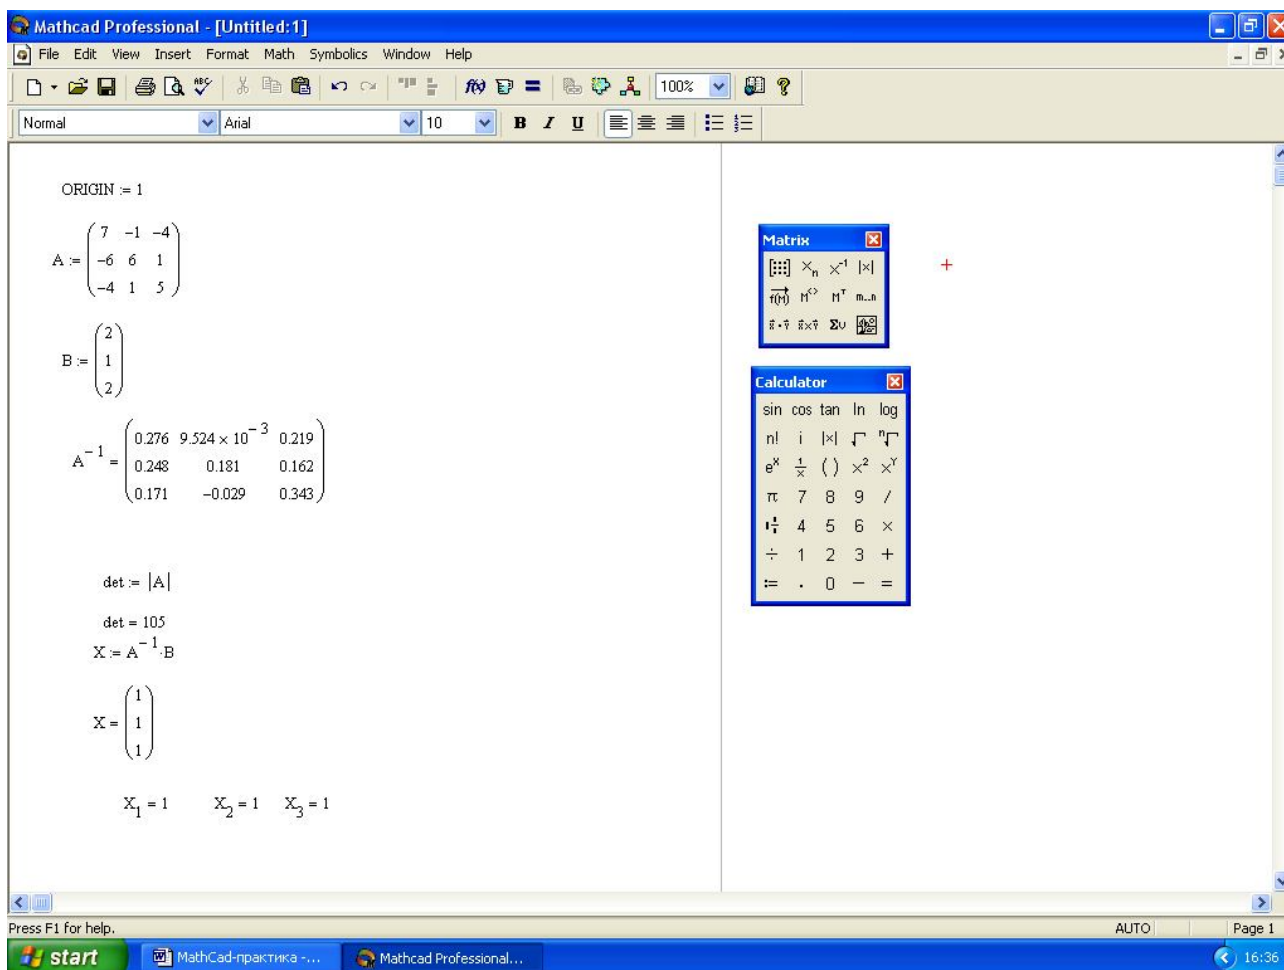 Mathcad Professional - [Untitled:1]
File Edit View Insert Format Math Symbolics Window Help
100%
Normal Arial 10 B I U
ORIGIN := 1
7 -1 -4
A := -6 6 1
-4 1 5
2
B := 1
2
0.276 9.524 × 10^-3 0.219
A^-1 = 0.248 0.181 0.162
0.171 -0.029 0.343
det := |A|
det = 105
X := A^-1·B
1
X = 1
1
X1 = 1 X2 = 1 X3 = 1
Matrix
[:::] Xn x^-1 |x|
f(M) M<> M^T m..n
Συ
Calculator
sin cos tan ln log
n! i |x| √ n√
e^x 1/x ( ) x^2 x^Y
π 7 8 9 /
4 5 6 ×
÷ 1 2 3 +
:= . 0 − =
Press F1 for help. AUTO Page 1
start MathCad-практика -... Mathcad Professional... 16:36